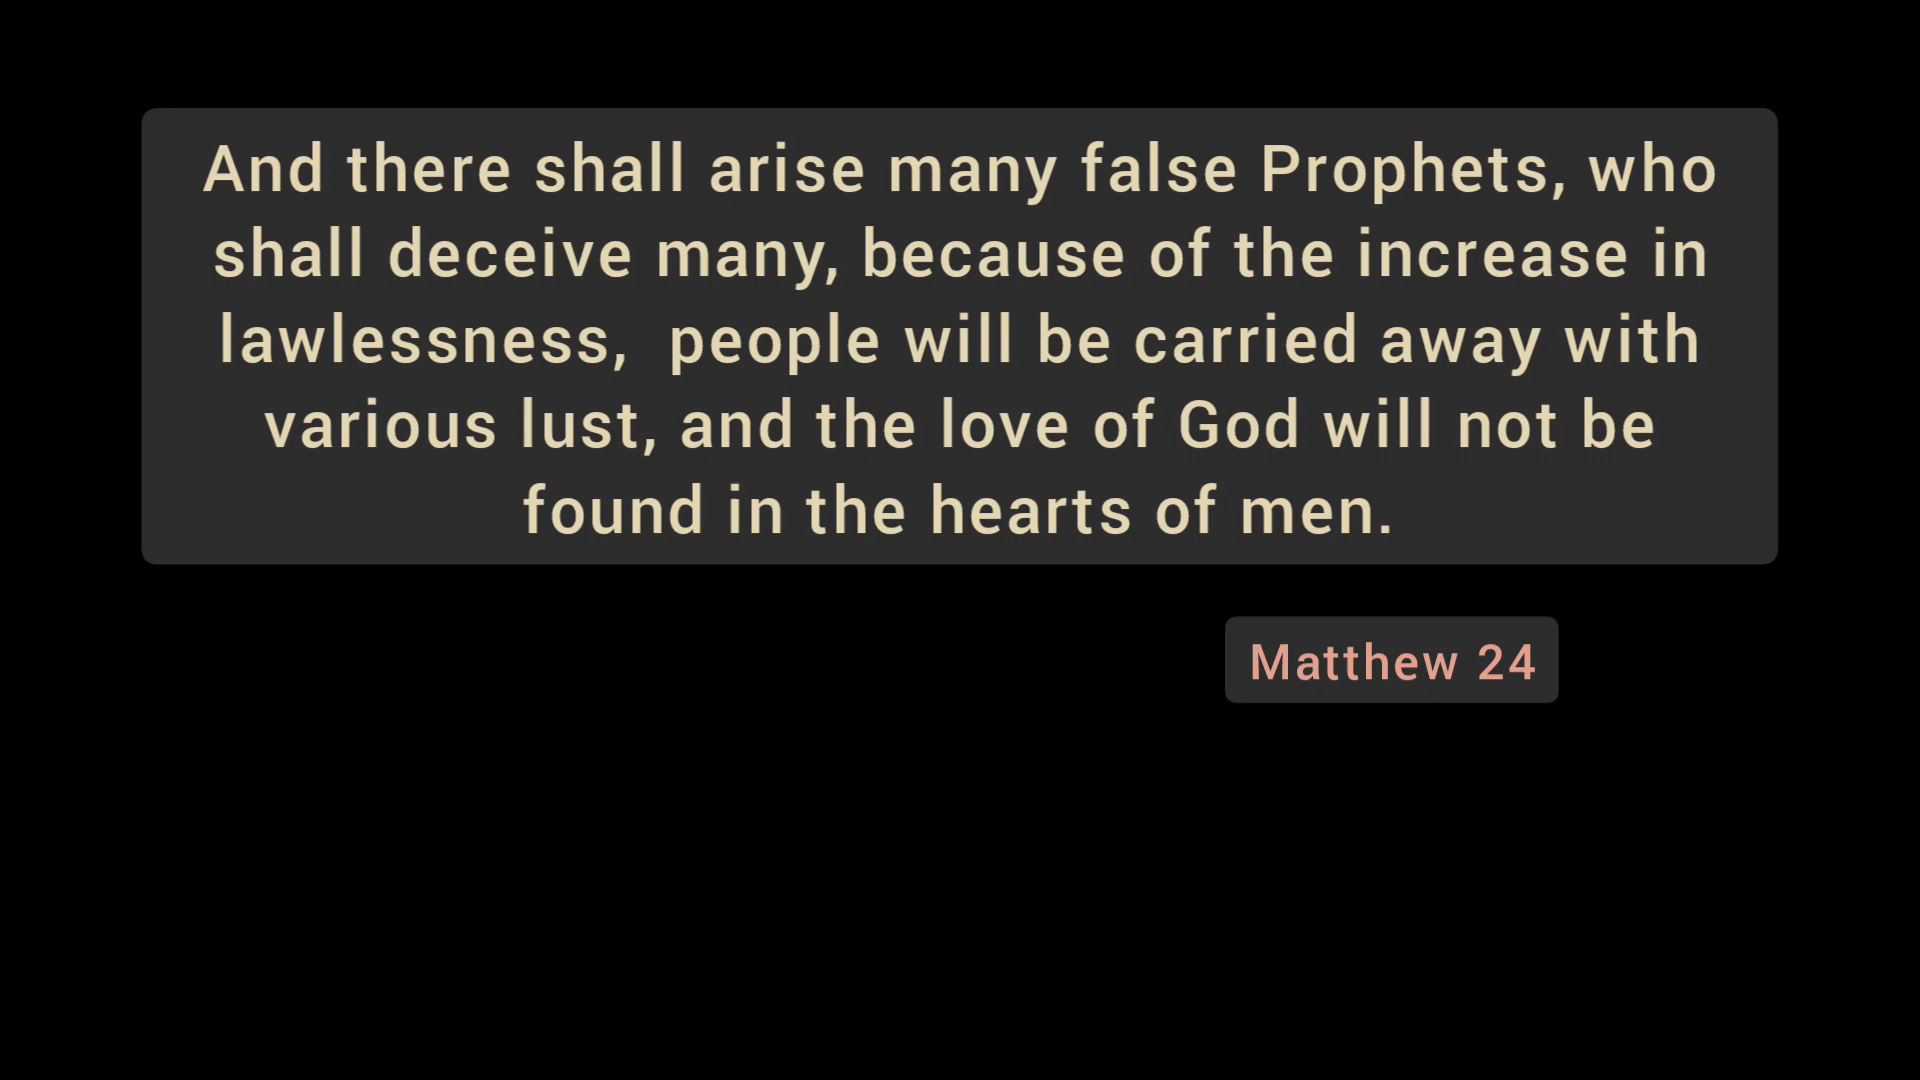 And there shall arise many false Prophets, who
shall deceive many, because of the increase in
lawlessness,  people will be carried away with
various lust, and the love of God will not be
found in the hearts of men.
Matthew 24